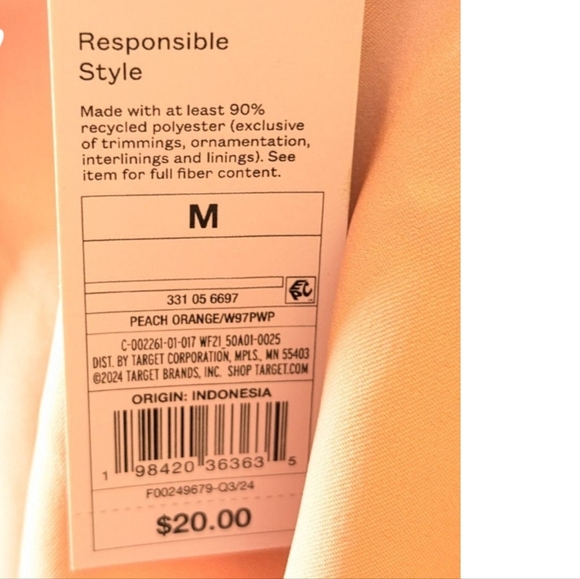 Responsible
Style
Made with at least 90%
recycled polyester (exclusive
of trimmings, ornamentation,
interlinings and linings). See
item for full fiber content.
M
331 05 6697
PEACH ORANGE/W97PWP
C-002261-01-017 WF21_50A01-0025
DIST. BY TARGET CORPORATION, MPLS., MN 55403
©2024 TARGET BRANDS, INC. SHOP TARGET.COM
ORIGIN: INDONESIA
1 98420 36363 5
F00249679-Q3/24
$20.00